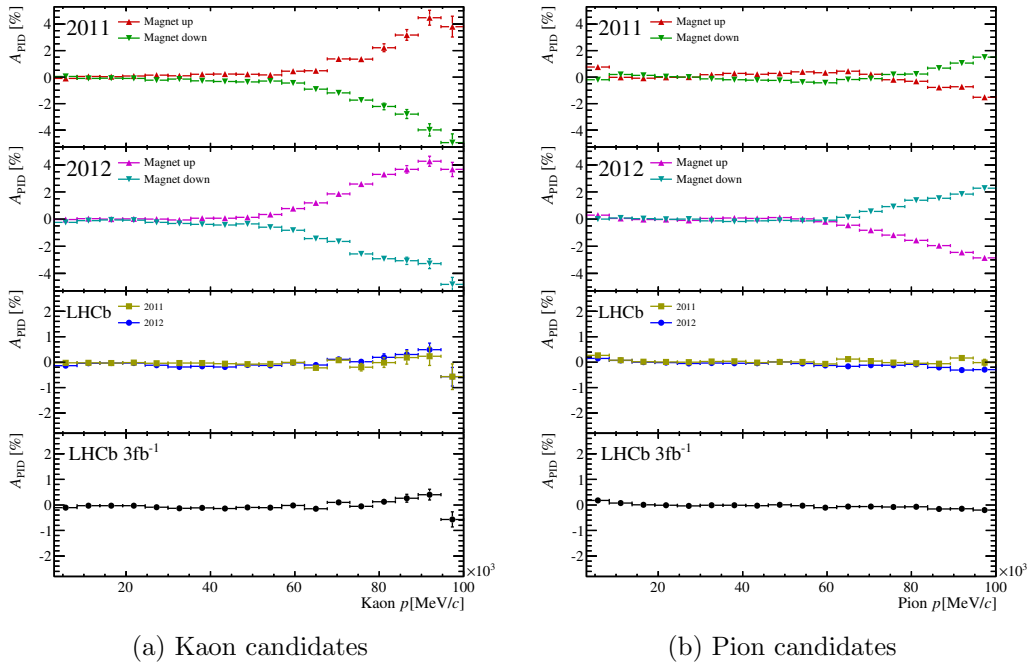 2011
Magnet up
Magnet down
A_PID [%]
4
2
0
-2
-4
2012
Magnet up
Magnet down
A_PID [%]
4
2
0
-2
-4
LHCb
2011
2012
A_PID [%]
2
1
0
-1
-2
LHCb 3fb⁻¹
A_PID [%]
2
1
0
-1
-2
20 40 60 80 100
×10³
Kaon p[MeV/c]
(a) Kaon candidates
2011
Magnet up
Magnet down
A_PID [%]
4
2
0
-2
-4
2012
Magnet up
Magnet down
A_PID [%]
4
2
0
-2
-4
LHCb
2011
2012
A_PID [%]
2
1
0
-1
-2
LHCb 3fb⁻¹
A_PID [%]
2
1
0
-1
-2
20 40 60 80 100
×10³
Pion p[MeV/c]
(b) Pion candidates